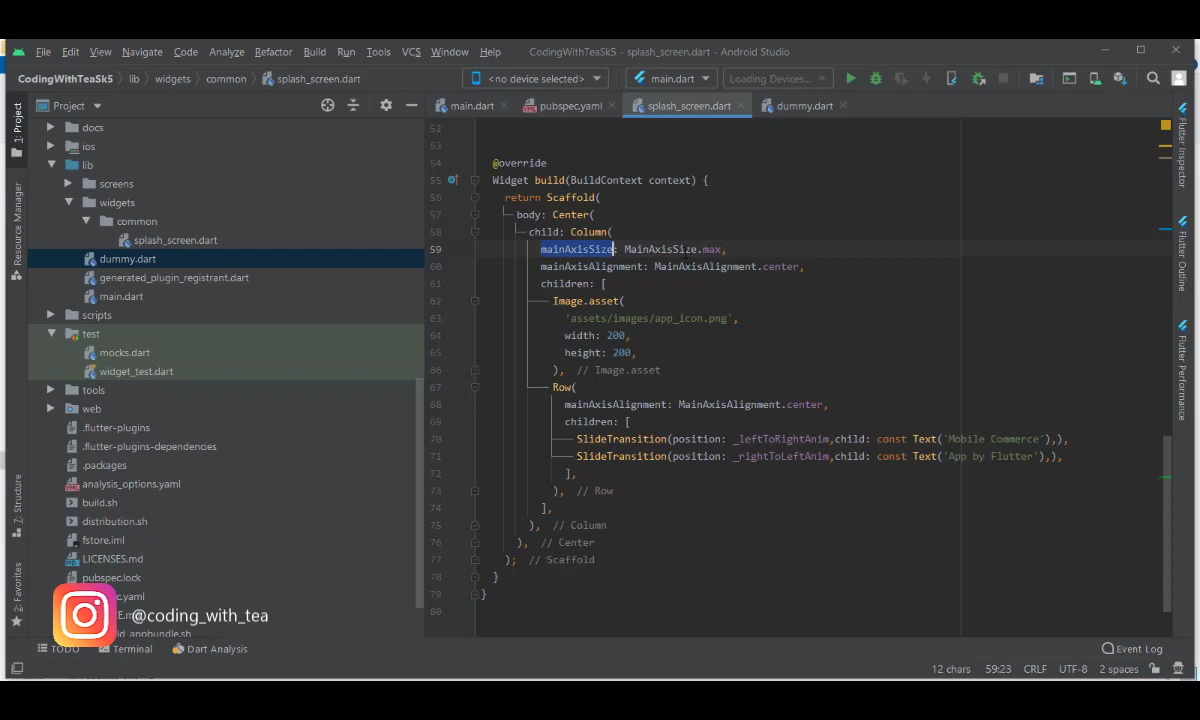 File Edit View Navigate Code Analyze Refactor Build Run Tools VCS Window Help CodingWithTeaSk5 - splash_screen.dart - Android Studio
CodingWithTeaSk5 lib widgets common splash_screen.dart <no device selected> main.dart Loading Devices...
Project
main.dart pubspec.yaml splash_screen.dart dummy.dart
1: Project
Resource Manager
7: Structure
2: Favorites
docs
ios
lib
screens
widgets
common
splash_screen.dart
dummy.dart
generated_plugin_registrant.dart
main.dart
scripts
test
mocks.dart
widget_test.dart
tools
web
.flutter-plugins
.flutter-plugins-dependencies
.packages
analysis_options.yaml
build.sh
distribution.sh
fstore.iml
LICENSES.md
pubspec.lock
@coding_with_tea
52
53
54 @override
55 Widget build(BuildContext context) {
56 return Scaffold(
57 body: Center(
58 child: Column(
59 mainAxisSize: MainAxisSize.max,
60 mainAxisAlignment: MainAxisAlignment.center,
61 children: [
62 Image.asset(
63 'assets/images/app_icon.png',
64 width: 200,
65 height: 200,
66 ), // Image.asset
67 Row(
68 mainAxisAlignment: MainAxisAlignment.center,
69 children: [
70 SlideTransition(position: _leftToRightAnim,child: const Text('Mobile Commerce'),),
71 SlideTransition(position: _rightToLeftAnim,child: const Text('App by Flutter'),),
72 ],
73 ), // Row
74 ],
75 ), // Column
76 ), // Center
77 ); // Scaffold
78 }
79 }
80
Flutter Inspector
Flutter Outline
Flutter Performance
TODO Terminal Dart Analysis Event Log
12 chars 59:23 CRLF UTF-8 2 spaces